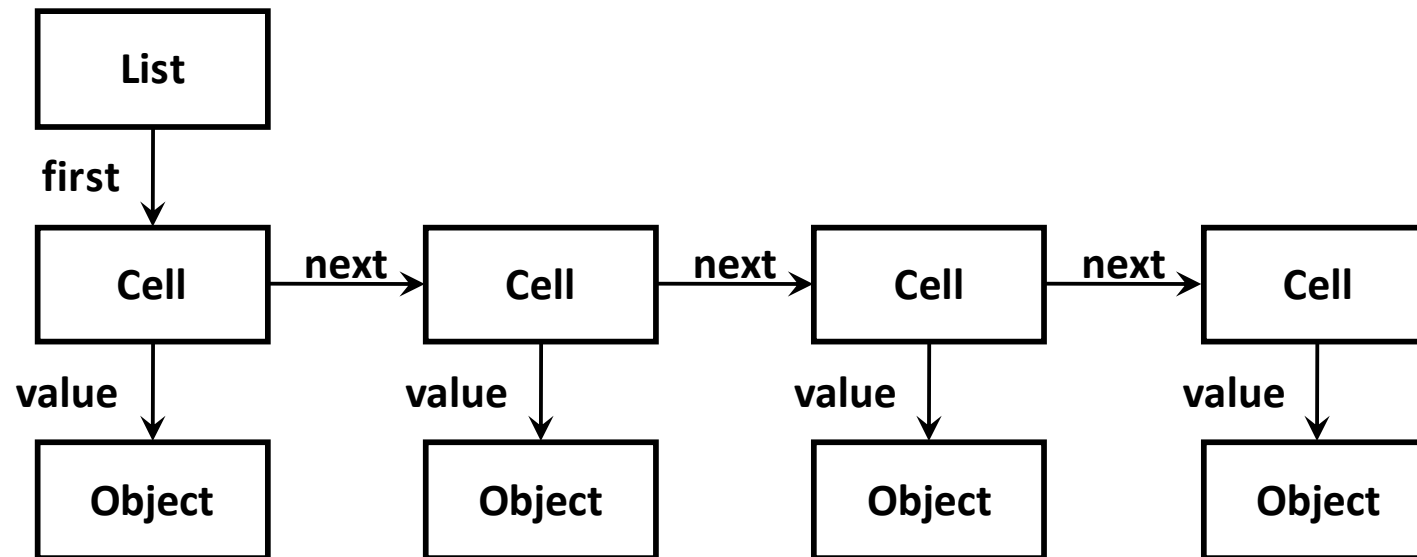 List
first
Cell next Cell next Cell next Cell
value value value value
Object Object Object Object